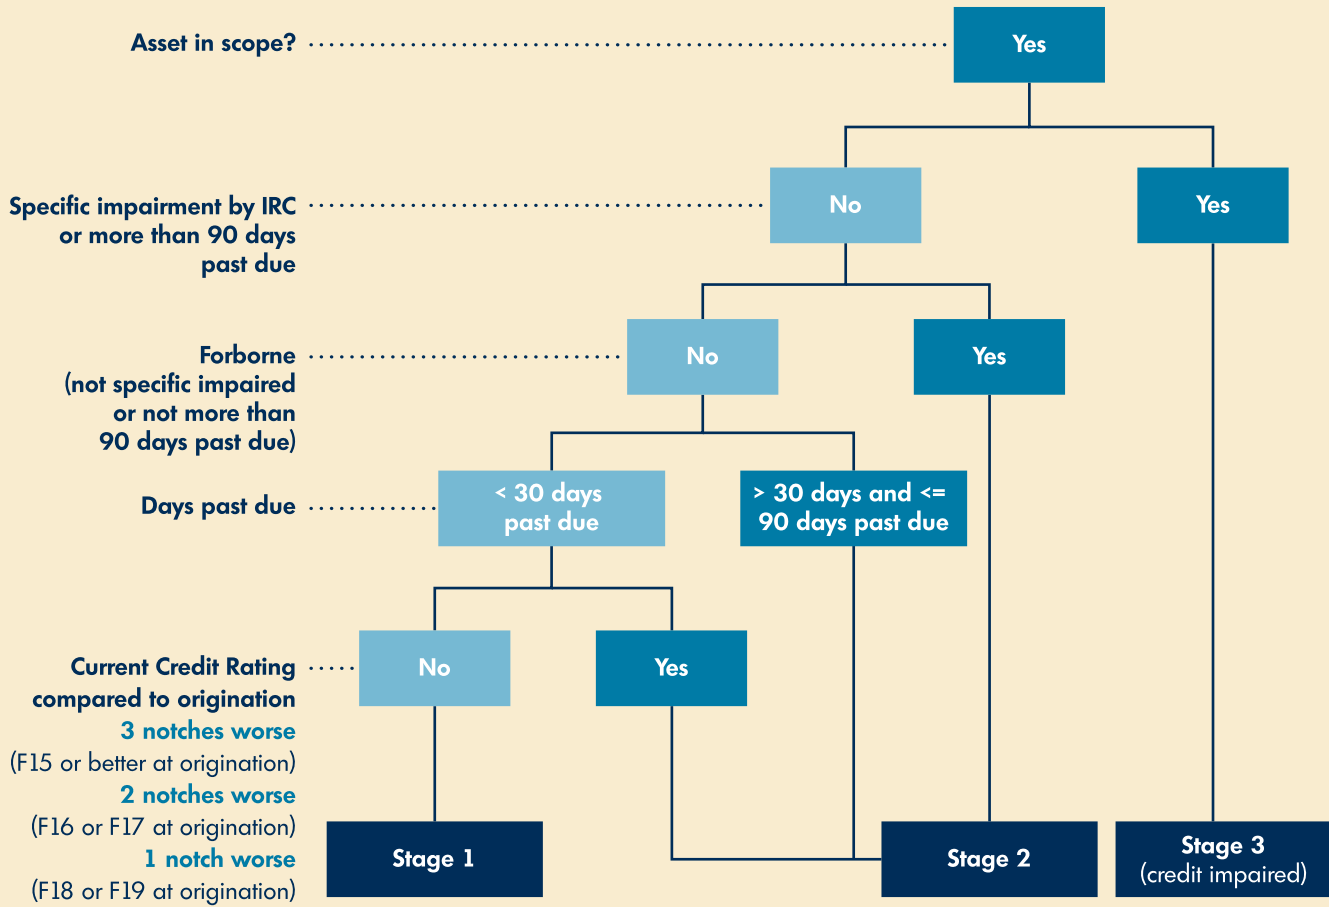 Asset in scope?
Yes
Specific impairment by IRC
or more than 90 days
past due
No
Yes
Forborne
(not specific impaired
or not more than
90 days past due)
No
Yes
Days past due
< 30 days
past due
> 30 days and <=
90 days past due
Current Credit Rating
compared to origination
3 notches worse
(F15 or better at origination)
2 notches worse
(F16 or F17 at origination)
1 notch worse
(F18 or F19 at origination)
No
Yes
Stage 1
Stage 2
Stage 3
(credit impaired)